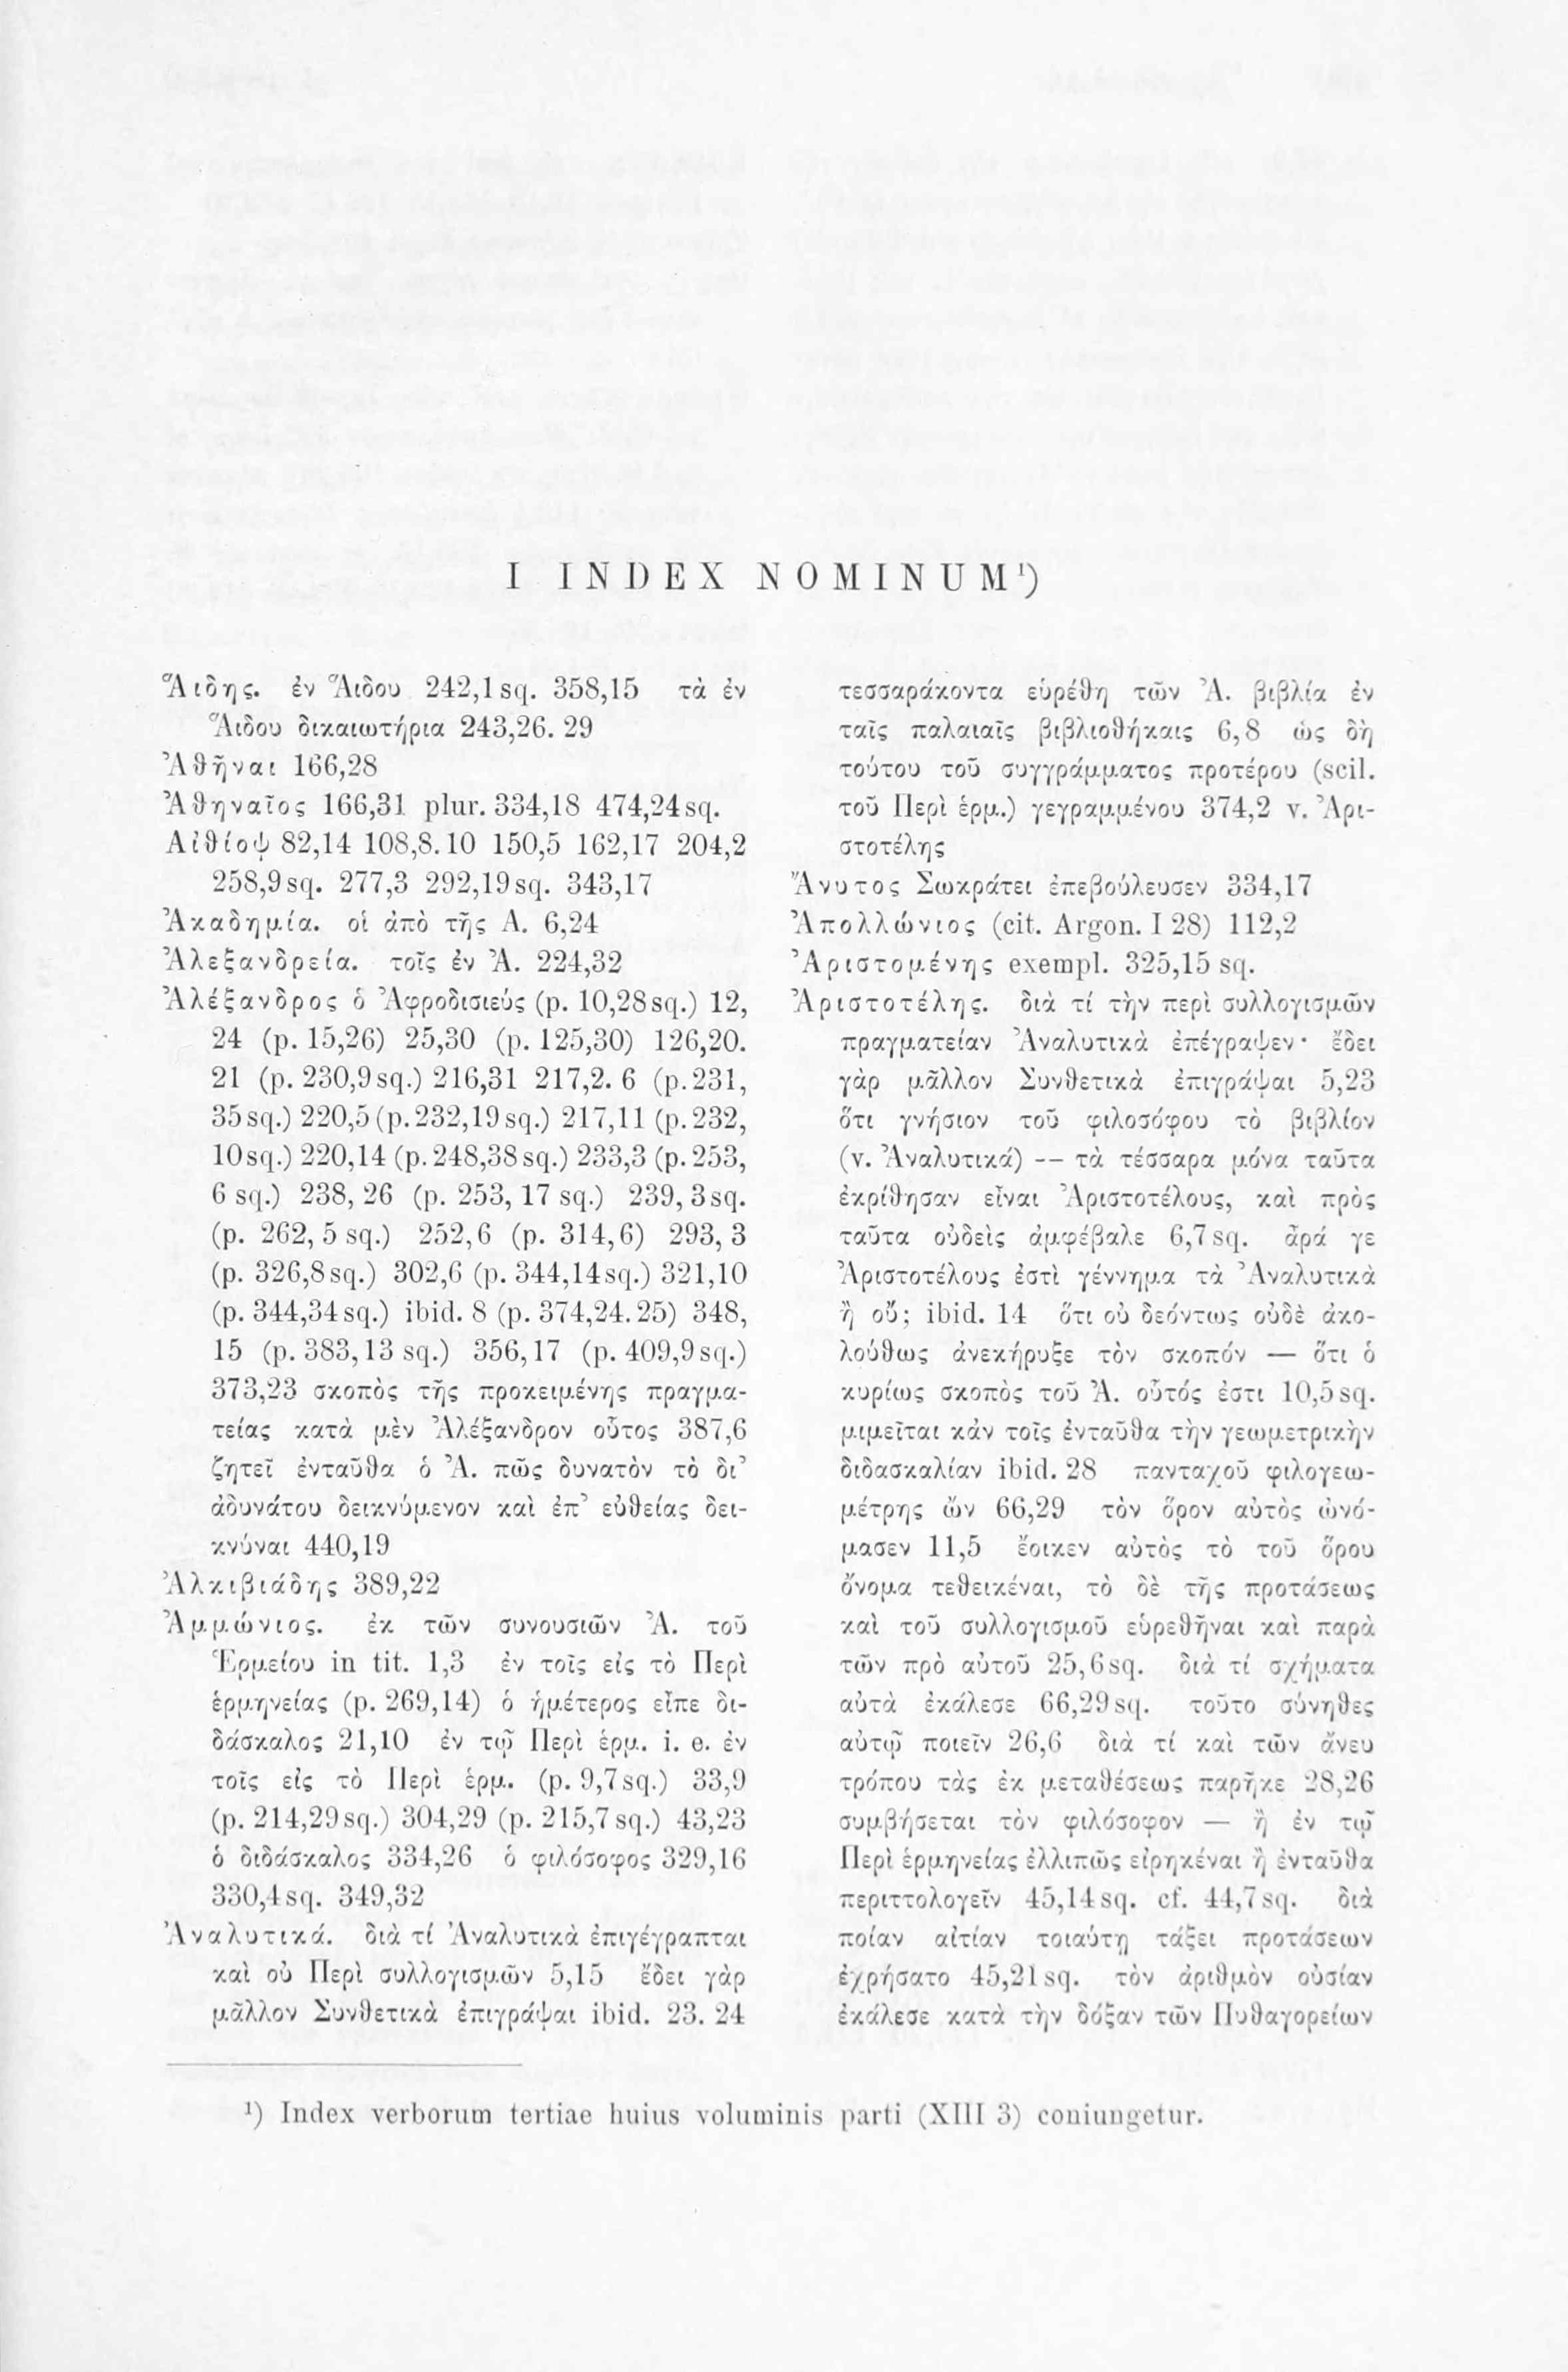 I INDEX NOMINUM¹)
Ἅιδης. ἐν Ἅιδου 242,1 sq. 358,15 τὰ ἐν
Ἅιδου δικαιωτήρια 243,26. 29
Ἀθῆναι 166,28
Ἀθηναῖος 166,31 plur. 334,18 474,24 sq.
Αἰθίοψ 82,14 108,8. 10 150,5 162,17 204,2
258,9 sq. 277,3 292,19 sq. 343,17
Ἀκαδημία. οἱ ἀπὸ τῆς Α. 6,24
Ἀλεξανδρεία. τοῖς ἐν Ἀ. 224,32
Ἀλέξανδρος ὁ Ἀφροδισιεύς (p. 10,28 sq.) 12,
24 (p. 15,26) 25,30 (p. 125,30) 126,20.
21 (p. 230,9 sq.) 216,31 217,2. 6 (p. 231,
35 sq.) 220,5 (p. 232,19 sq.) 217,11 (p. 232,
10 sq.) 220,14 (p. 248,38 sq.) 233,3 (p. 253,
6 sq.) 238, 26 (p. 253, 17 sq.) 239, 3 sq.
(p. 262, 5 sq.) 252,6 (p. 314,6) 293, 3
(p. 326,8 sq.) 302,6 (p. 344,14 sq.) 321,10
(p. 344,34 sq.) ibid. 8 (p. 374,24. 25) 348,
15 (p. 383,13 sq.) 356,17 (p. 409,9 sq.)
373,23 σκοπὸς τῆς προκειμένης πραγμα-
τείας κατὰ μὲν Ἀλέξανδρον οὗτος 387,6
ζητεῖ ἐνταῦθα ὁ Ἀ. πῶς δυνατὸν τὸ δι’
ἀδυνάτου δεικνύμενον καὶ ἐπ’ εὐθείας δει-
κνύναι 440,19
Ἀλκιβιάδης 389,22
Ἀμμώνιος. ἐκ τῶν συνουσιῶν Ἀ. τοῦ
Ἑρμείου in tit. 1,3 ἐν τοῖς εἰς τὸ Περὶ
ἑρμηνείας (p. 269,14) ὁ ἡμέτερος εἶπε δι-
δάσκαλος 21,10 ἐν τῷ Περὶ ἑρμ. i. e. ἐν
τοῖς εἰς τὸ Περὶ ἑρμ. (p. 9,7 sq.) 33,9
(p. 214,29 sq.) 304,29 (p. 215,7 sq.) 43,23
ὁ διδάσκαλος 334,26 ὁ φιλόσοφος 329,16
330,4 sq. 349,32
Ἀναλυτικά. διὰ τί Ἀναλυτικὰ ἐπιγέγραπται
καὶ οὐ Περὶ συλλογισμῶν 5,15 ἔδει γὰρ
μᾶλλον Συνθετικὰ ἐπιγράψαι ibid. 23. 24
τεσσαράκοντα εὑρέθη τῶν Ἀ. βιβλία ἐν
ταῖς παλαιαῖς βιβλιοθήκαις 6,8 ὡς δὴ
τούτου τοῦ συγγράμματος προτέρου (scil.
τοῦ Περὶ ἑρμ.) γεγραμμένου 374,2 v. Ἀρι-
στοτέλης
Ἄνυτος Σωκράτει ἐπεβούλευσεν 334,17
Ἀπολλώνιος (cit. Argon. I 28) 112,2
Ἀριστομένης exempl. 325,15 sq.
Ἀριστοτέλης. διὰ τί τὴν περὶ συλλογισμῶν
πραγματείαν Ἀναλυτικὰ ἐπέγραψεν· ἔδει
γὰρ μᾶλλον Συνθετικὰ ἐπιγράψαι 5,23
ὅτι γνήσιον τοῦ φιλοσόφου τὸ βιβλίον
(v. Ἀναλυτικά) — τὰ τέσσαρα μόνα ταῦτα
ἐκρίθησαν εἶναι Ἀριστοτέλους, καὶ πρὸς
ταῦτα οὐδεὶς ἀμφέβαλε 6,7 sq. ἆρά γε
Ἀριστοτέλους ἐστὶ γέννημα τὰ Ἀναλυτικὰ
ἢ οὔ; ibid. 14 ὅτι οὐ δεόντως οὐδὲ ἀκο-
λούθως ἀνεκήρυξε τὸν σκοπόν — ὅτι ὁ
κυρίως σκοπὸς τοῦ Ἀ. οὗτός ἐστι 10,5 sq.
μιμεῖται κἀν τοῖς ἐνταῦθα τὴν γεωμετρικὴν
διδασκαλίαν ibid. 28 πανταχοῦ φιλογεω-
μέτρης ὢν 66,29 τὸν ὅρον αὐτὸς ὠνό-
μασεν 11,5 ἔοικεν αὐτὸς τὸ τοῦ ὅρου
ὄνομα τεθεικέναι, τὸ δὲ τῆς προτάσεως
καὶ τοῦ συλλογισμοῦ εὑρεθῆναι καὶ παρὰ
τῶν πρὸ αὐτοῦ 25,6 sq. διὰ τί σχήματα
αὐτὰ ἐκάλεσε 66,29 sq. τοῦτο σύνηθες
αὐτῷ ποιεῖν 26,6 διὰ τί καὶ τῶν ἄνευ
τρόπου τὰς ἐκ μεταθέσεως παρῆκε 28,26
συμβήσεται τὸν φιλόσοφον — ἢ ἐν τῷ
Περὶ ἑρμηνείας ἐλλιπῶς εἰρηκέναι ἢ ἐνταῦθα
περιττολογεῖν 45,14 sq. cf. 44,7 sq. διὰ
ποίαν αἰτίαν τοιαύτῃ τάξει προτάσεων
ἐχρήσατο 45,21 sq. τὸν ἀριθμὸν οὐσίαν
ἐκάλεσε κατὰ τὴν δόξαν τῶν Πυθαγορείων
¹) Index verborum tertiae huius voluminis parti (XIII 3) coniungetur.